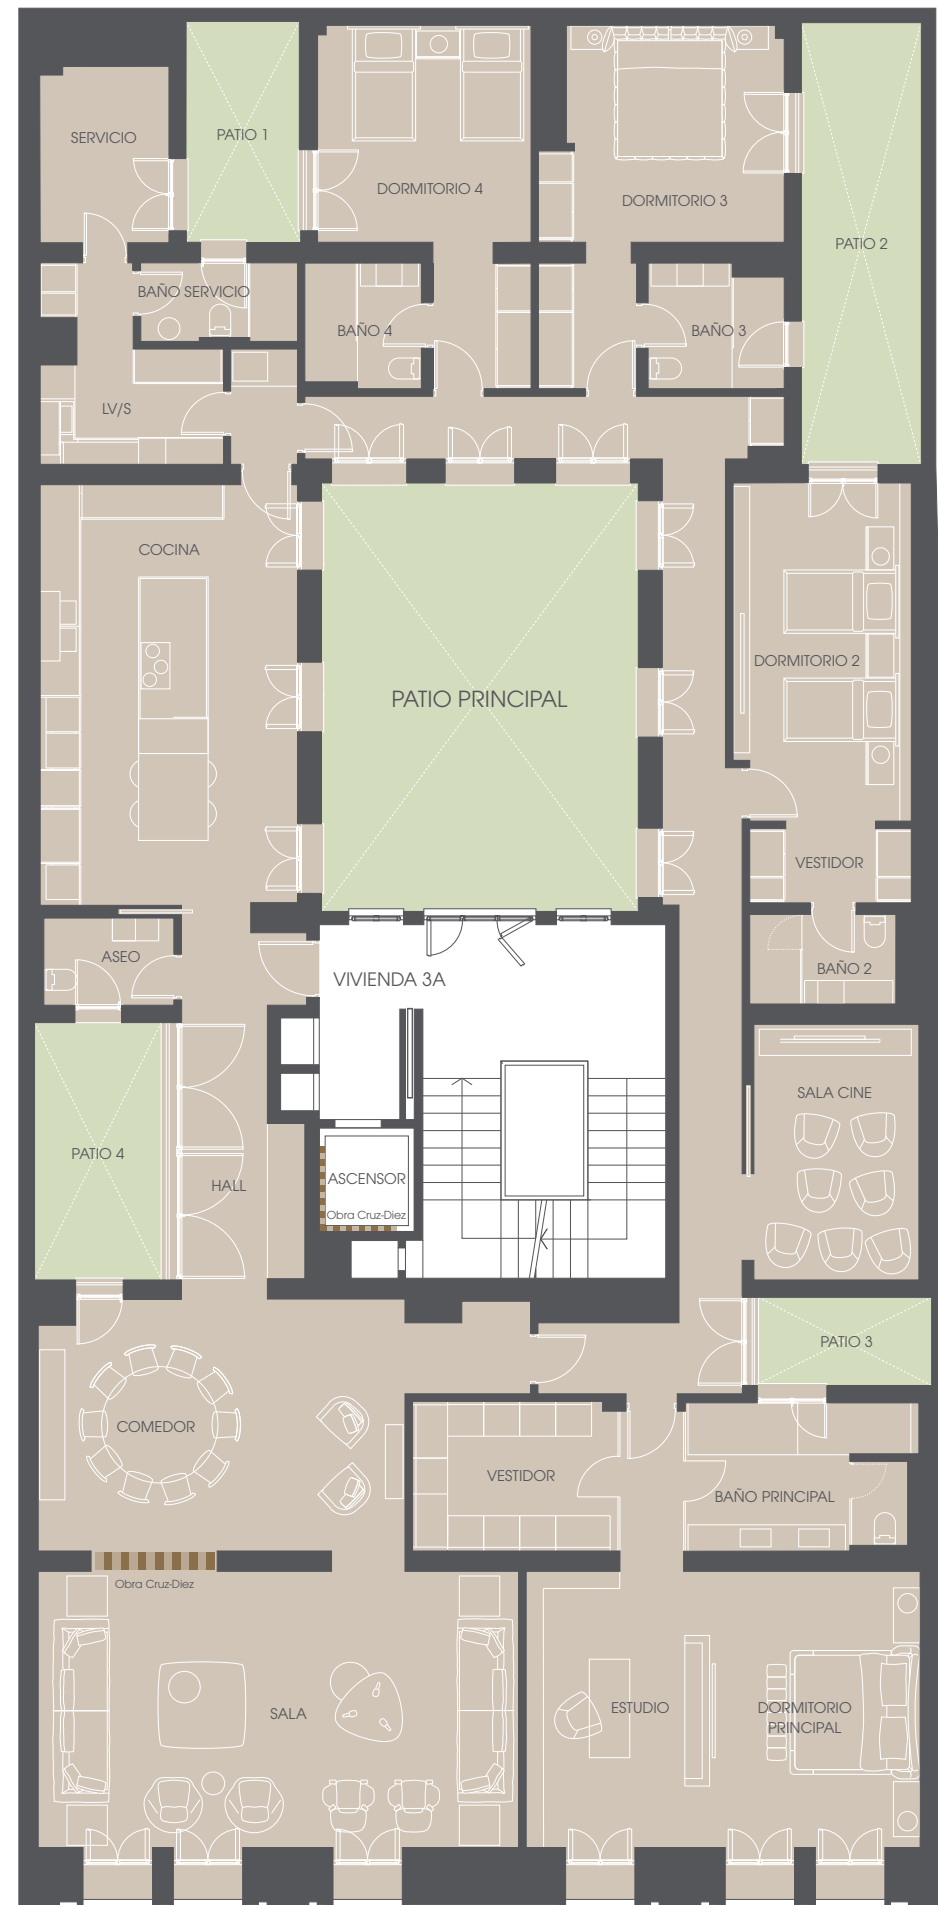 SERVICIO
PATIO 1
DORMITORIO 4
DORMITORIO 3
PATIO 2
BAÑO SERVICIO
BAÑO 4
BAÑO 3
LV/S
COCINA
DORMITORIO 2
PATIO PRINCIPAL
VESTIDOR
ASEO
BAÑO 2
VIVIENDA 3A
SALA CINE
PATIO 4
HALL
ASCENSOR
Obra Cruz-Diez
PATIO 3
COMEDOR
VESTIDOR
BAÑO PRINCIPAL
Obra Cruz-Diez
SALA
ESTUDIO
DORMITORIO
PRINCIPAL